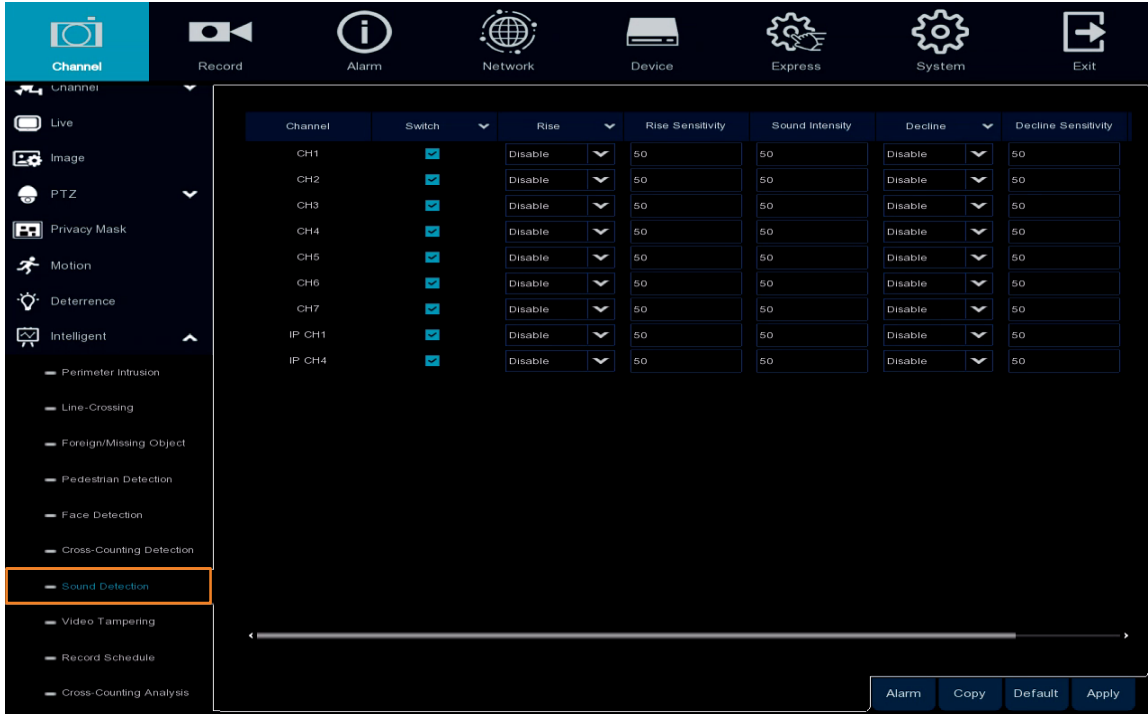 Channel Record Alarm Network Device Express System Exit
Channel
Live
Image
PTZ
Privacy Mask
Motion
Deterrence
Intelligent
Perimeter Intrusion
Line-Crossing
Foreign/Missing Object
Pedestrian Detection
Face Detection
Cross-Counting Detection
Sound Detection
Video Tampering
Record Schedule
Cross-Counting Analysis
Channel Switch Rise Rise Sensitivity Sound Intensity Decline Decline Sensitivity
CH1 Disable 50 50 Disable 50
CH2 Disable 50 50 Disable 50
CH3 Disable 50 50 Disable 50
CH4 Disable 50 50 Disable 50
CH5 Disable 50 50 Disable 50
CH6 Disable 50 50 Disable 50
CH7 Disable 50 50 Disable 50
IP CH1 Disable 50 50 Disable 50
IP CH4 Disable 50 50 Disable 50
Alarm Copy Default Apply